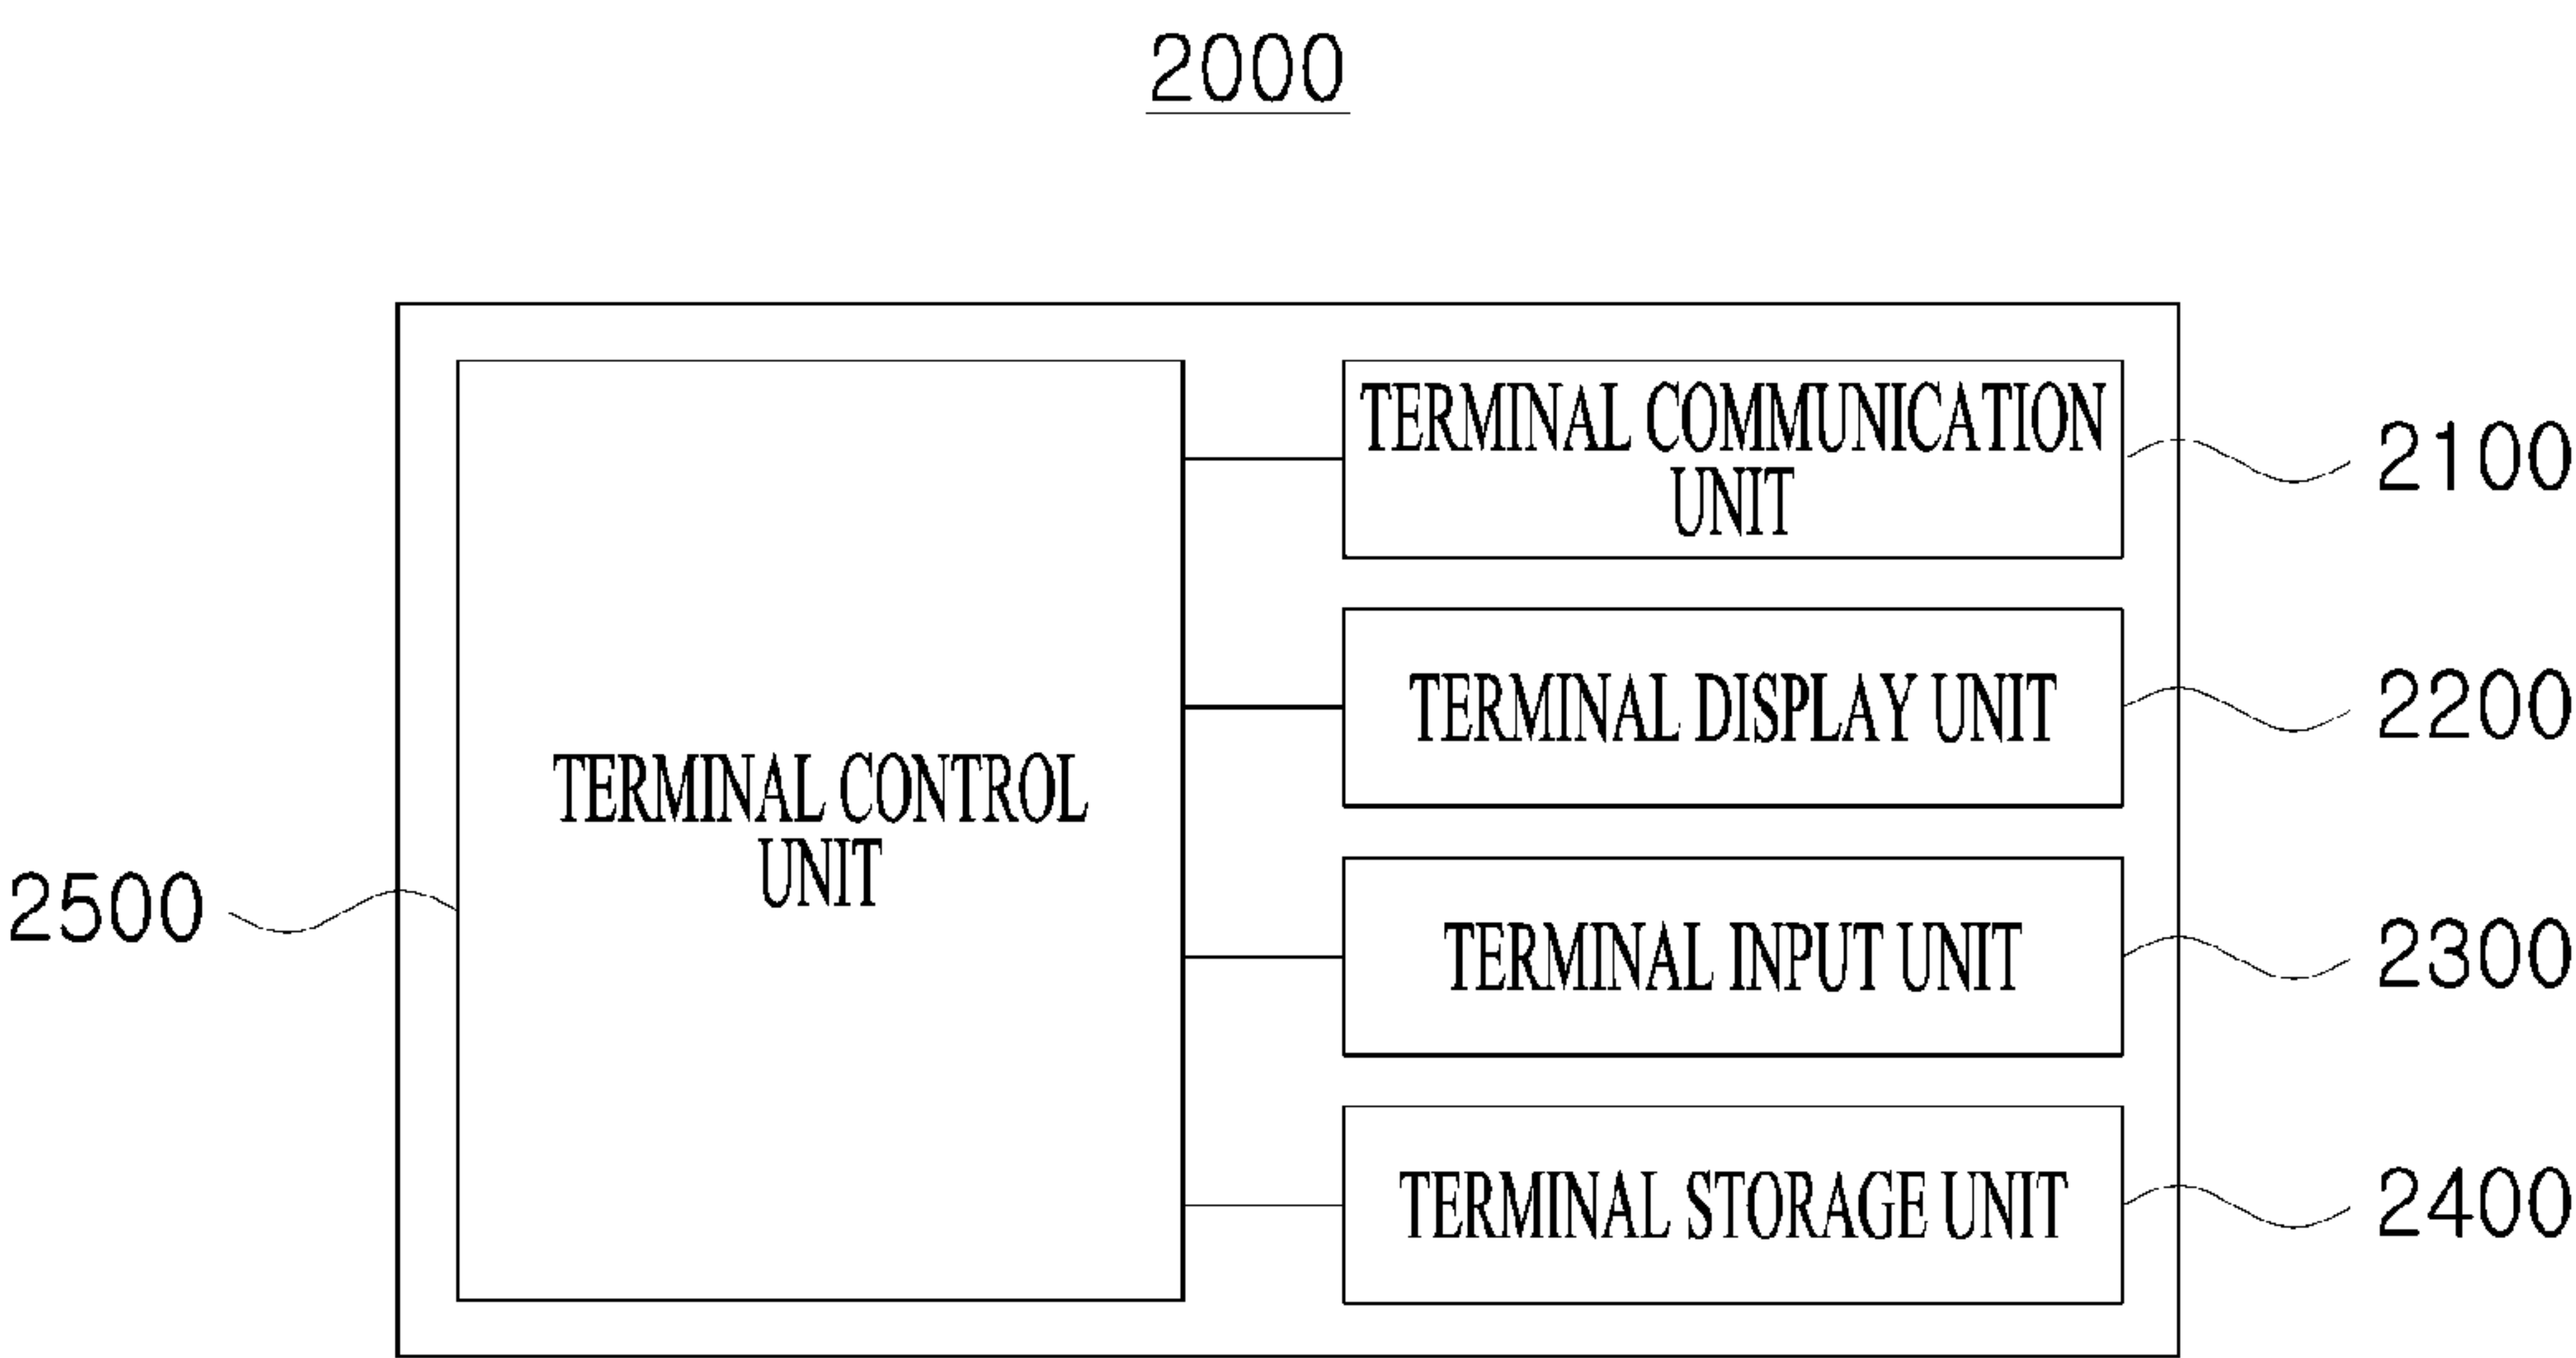 2000
TERMINAL COMMUNICATION
UNIT
2100
TERMINAL DISPLAY UNIT
2200
TERMINAL CONTROL
UNIT
2500
TERMINAL INPUT UNIT
2300
TERMINAL STORAGE UNIT
2400